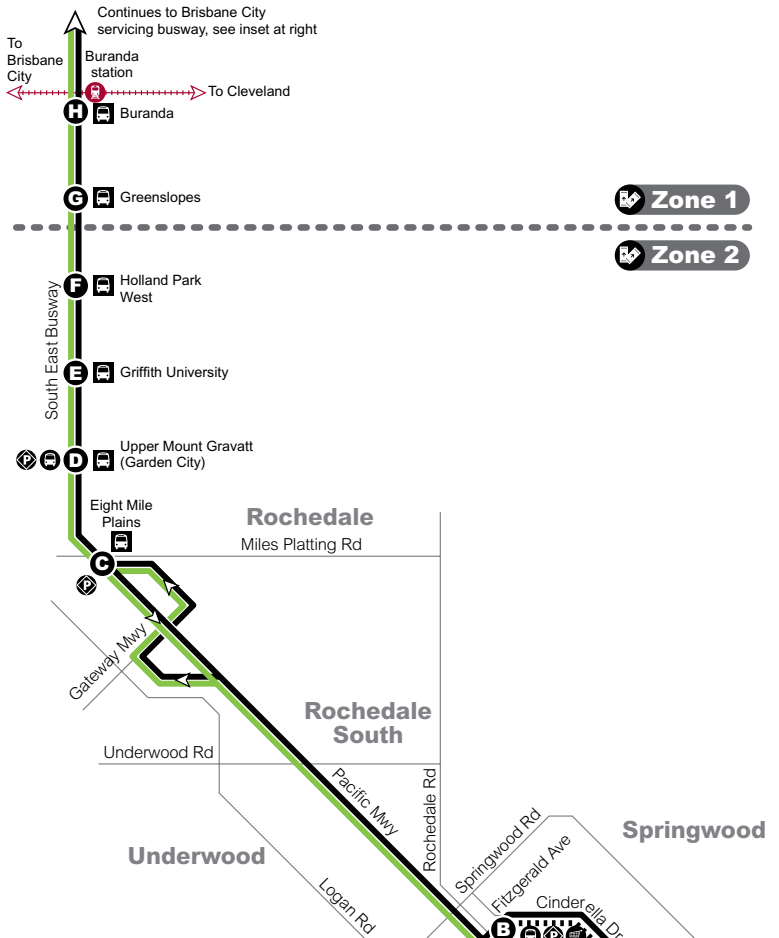 Continues to Brisbane City
servicing busway, see inset at right
To
Brisbane
City
Buranda
station
To Cleveland
H
Buranda
G
Greenslopes
Zone 1
Zone 2
F
Holland Park
West
South East Busway
E
Griffith University
P
D
Upper Mount Gravatt
(Garden City)
Eight Mile
Plains
Rochedale
Miles Platting Rd
C
P
Gateway Mwy
Rochedale
South
Underwood Rd
Pacific Mwy
Rochedale Rd
Springwood Rd
Springwood
Underwood
Fitzgerald Ave
Logan Rd
Cinderella Dr
B
P